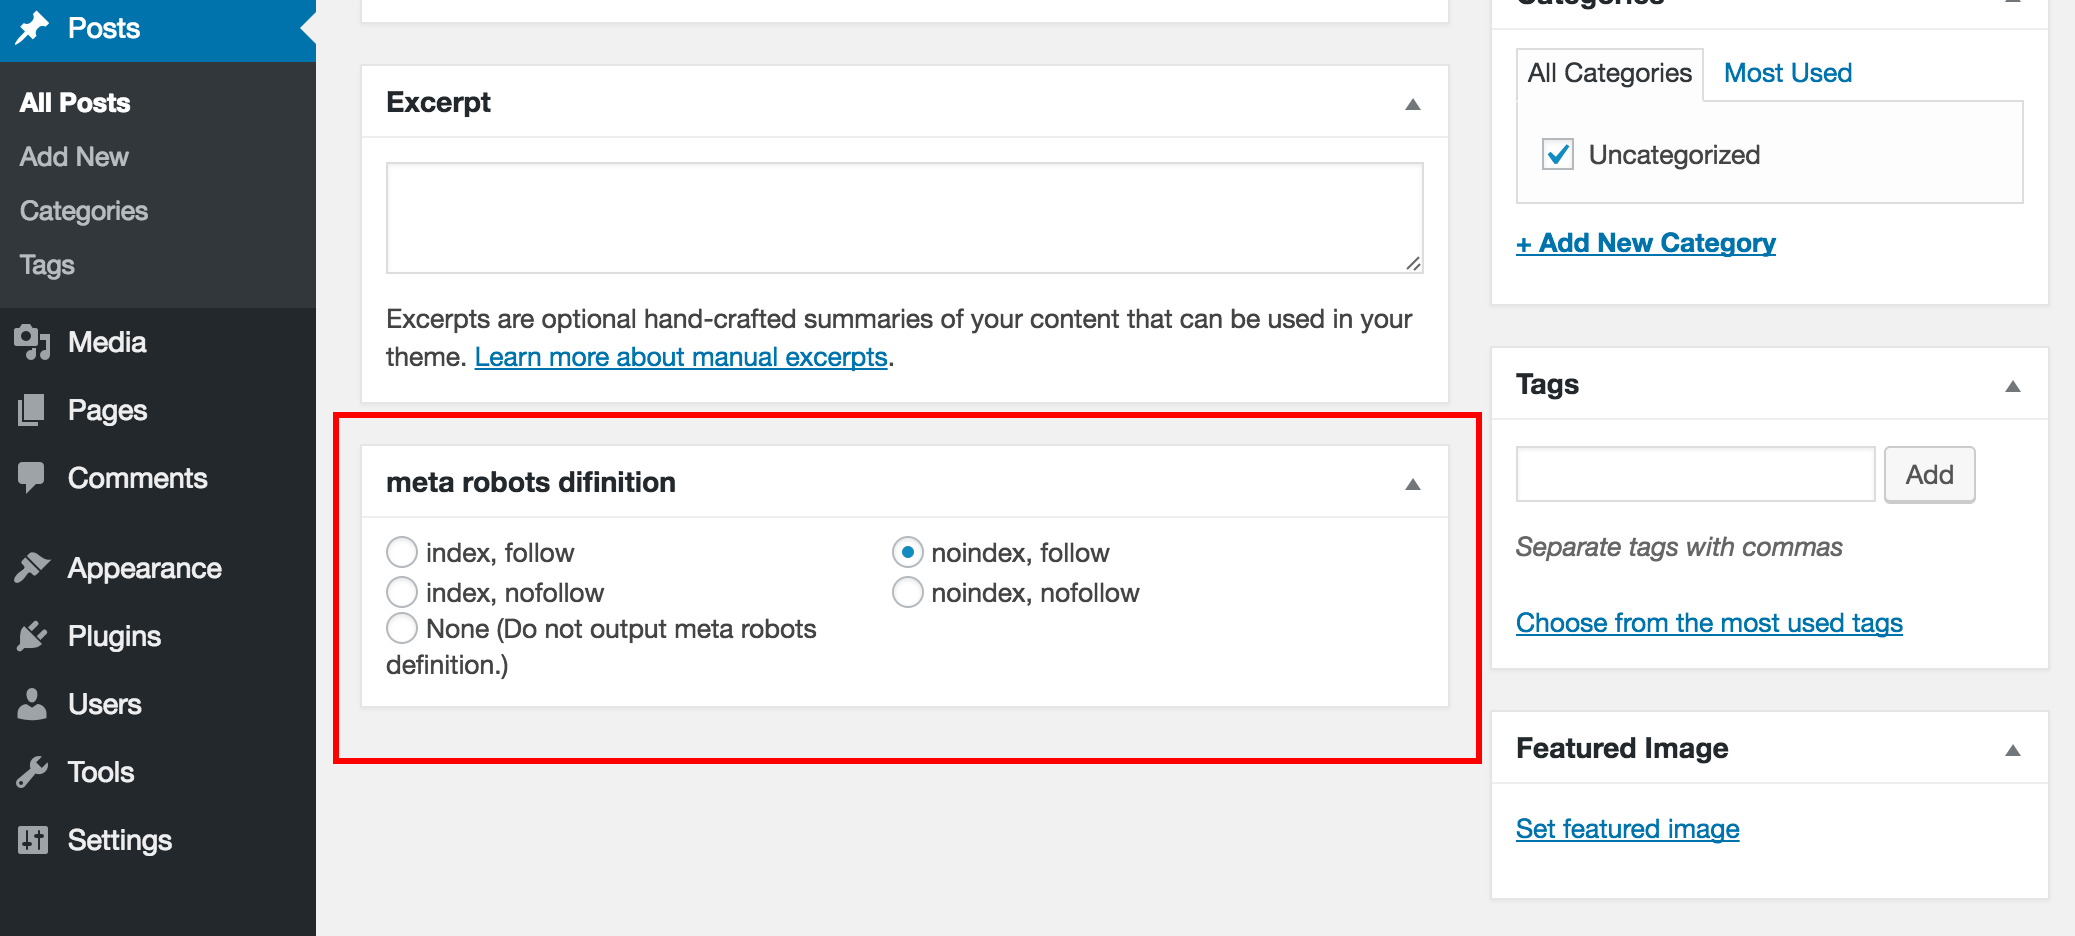 Posts
All Posts
Add New
Categories
Tags
Media
Pages
Comments
Appearance
Plugins
Users
Tools
Settings
Excerpt
Excerpts are optional hand-crafted summaries of your content that can be used in your
theme. Learn more about manual excerpts.
meta robots difinition
index, follow
noindex, follow
index, nofollow
noindex, nofollow
None (Do not output meta robots
definition.)
Categories
All Categories
Most Used
Uncategorized
+ Add New Category
Tags
Add
Separate tags with commas
Choose from the most used tags
Featured Image
Set featured image